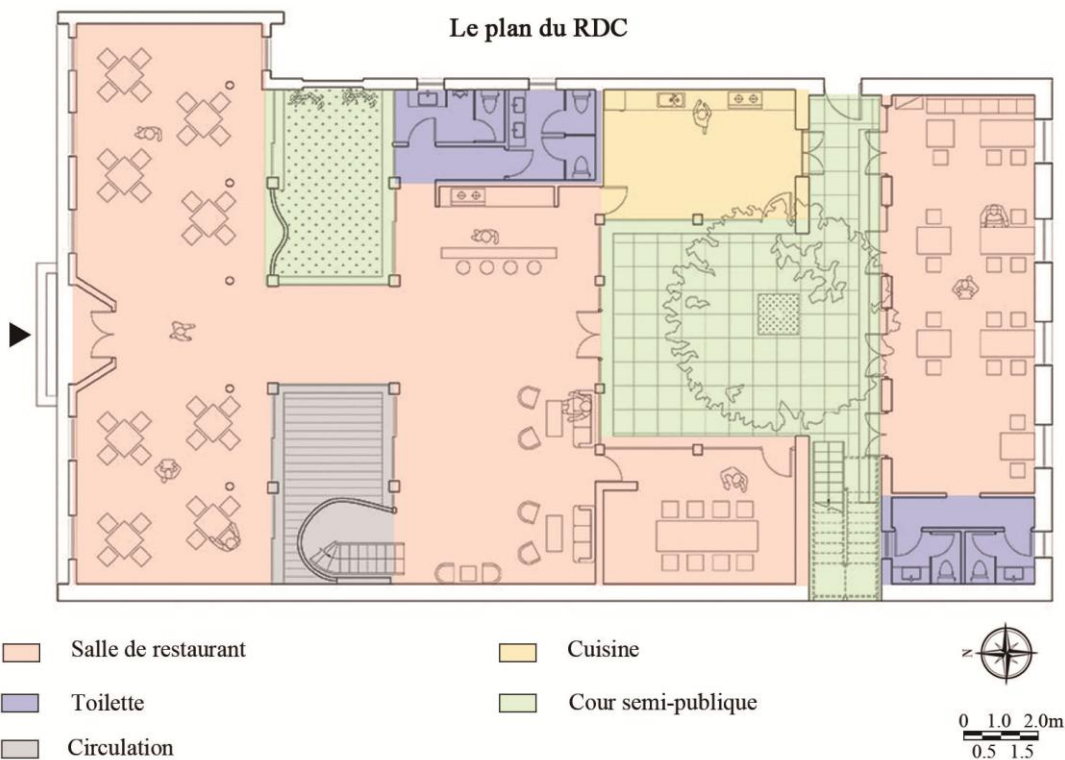 Le plan du RDC
Salle de restaurant
Cuisine
Toilette
Cour semi-publique
Circulation
N
0 1.0 2.0m
0.5 1.5